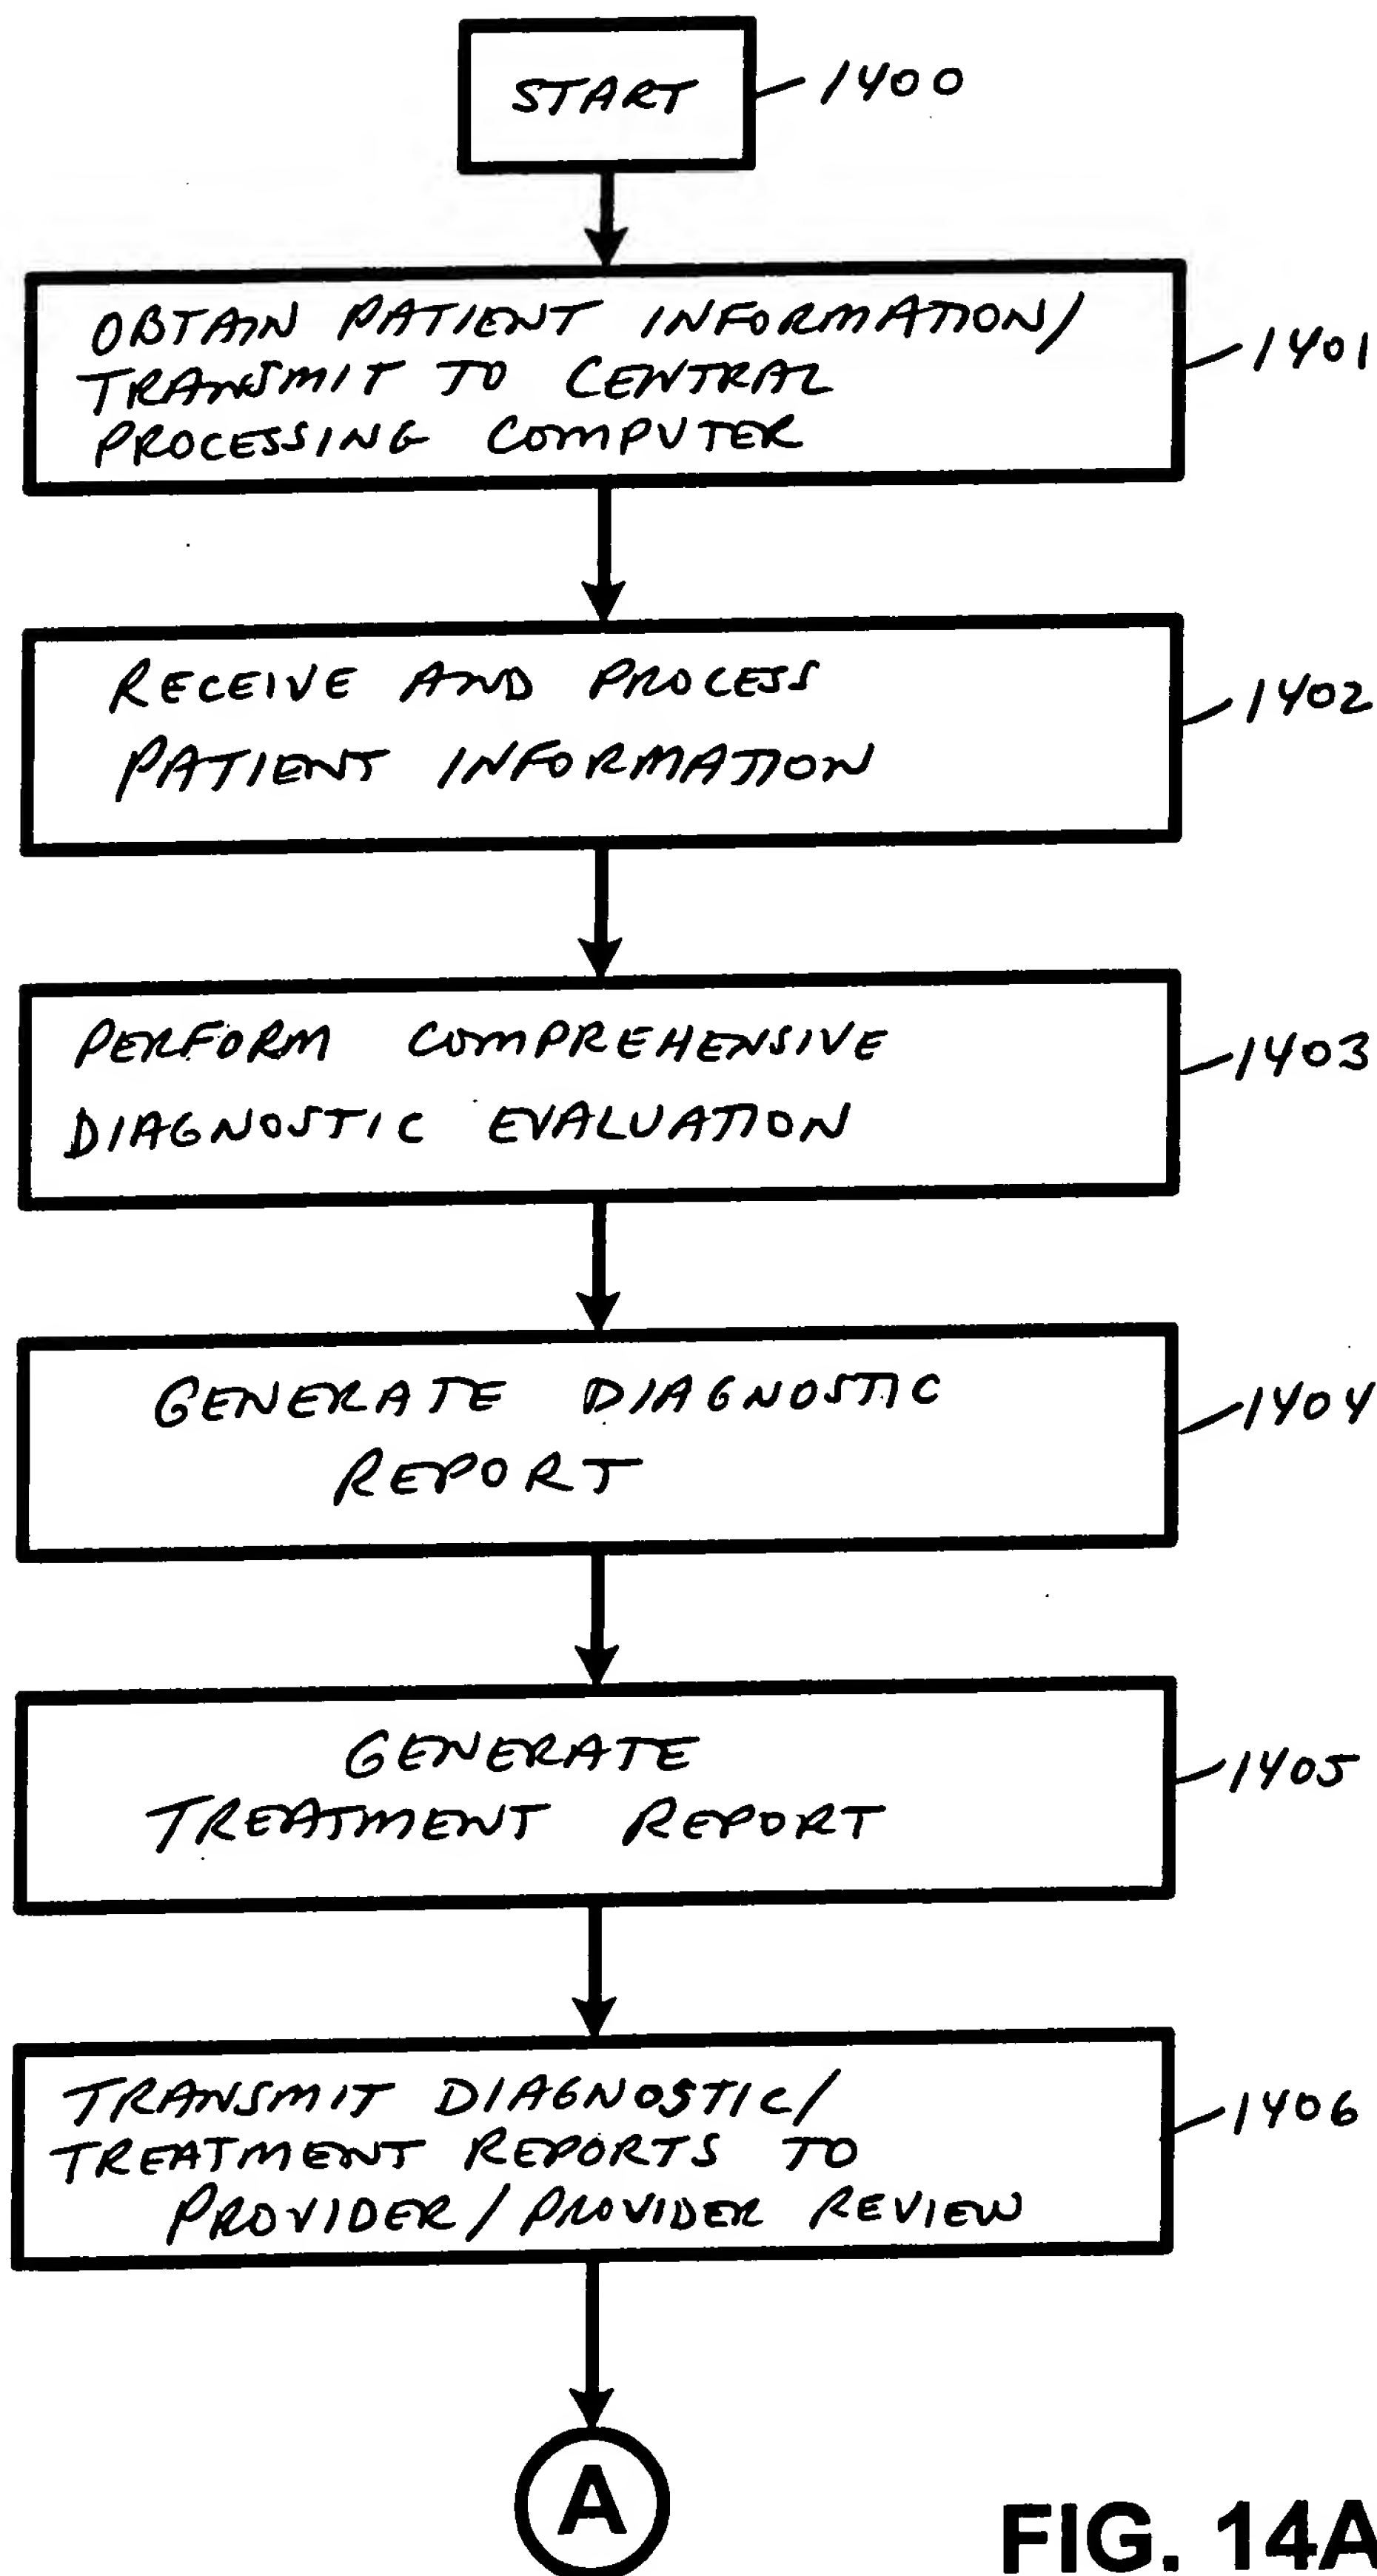 START
1400
OBTAIN PATIENT INFORMATION/
TRANSMIT TO CENTRAL
PROCESSING COMPUTER
1401
RECEIVE AND PROCESS
PATIENT INFORMATION
1402
PERFORM COMPREHENSIVE
DIAGNOSTIC EVALUATION
1403
GENERATE DIAGNOSTIC
REPORT
1404
GENERATE
TREATMENT REPORT
1405
TRANSMIT DIAGNOSTIC/
TREATMENT REPORTS TO
PROVIDER/PROVIDER REVIEW
1406
A
FIG. 14A